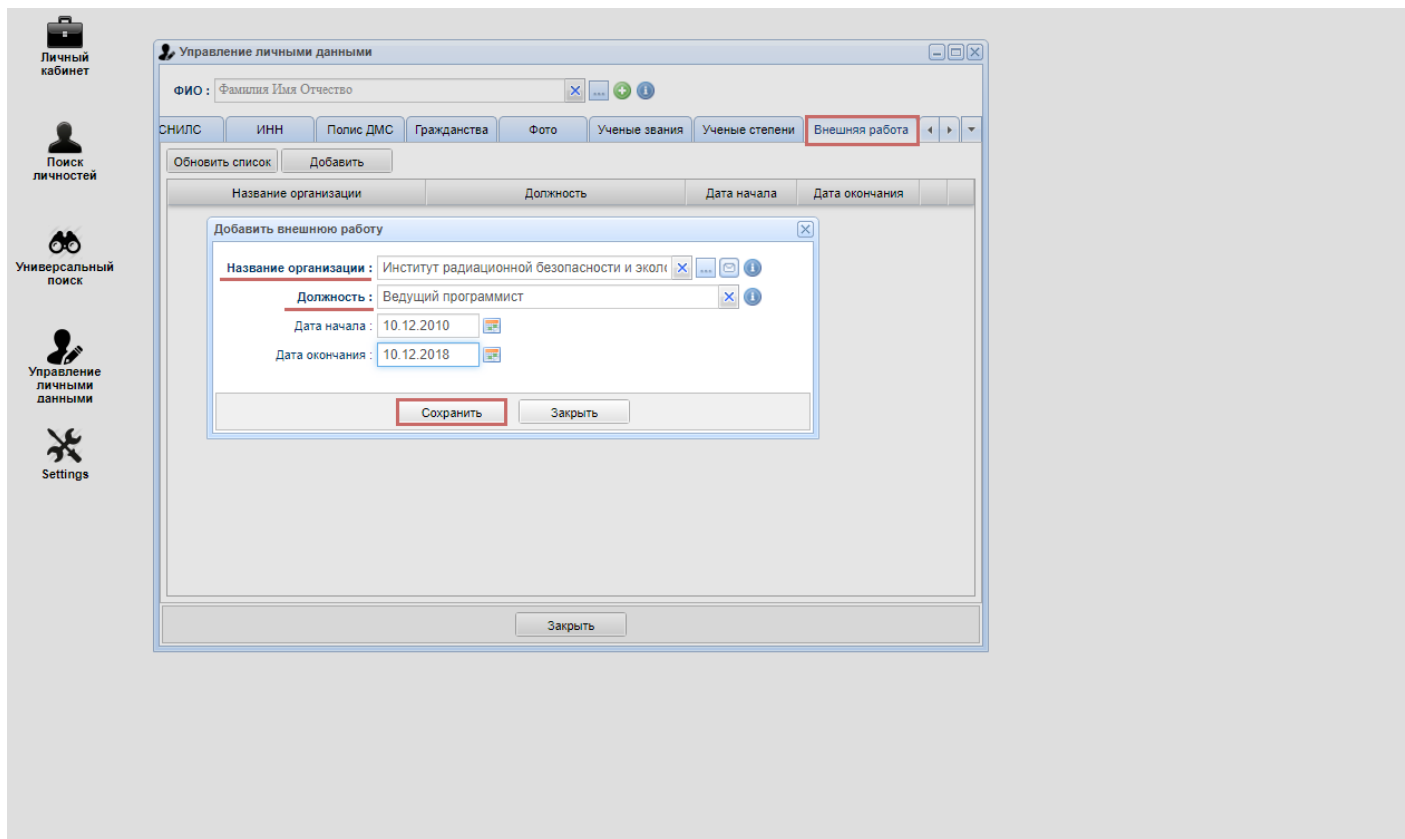 Личный
кабинет
Поиск
личностей
Универсальный
поиск
Управление
личными
данными
Settings
Управление личными данными
ФИО : Фамилия Имя Отчество
СНИЛС ИНН Полис ДМС Гражданства Фото Ученые звания Ученые степени Внешняя работа
Обновить список Добавить
Название организации Должность Дата начала Дата окончания
Добавить внешнюю работу
Название организации : Институт радиационной безопасности и экол
Должность : Ведущий программист
Дата начала : 10.12.2010
Дата окончания : 10.12.2018
Сохранить Закрыть
Закрыть